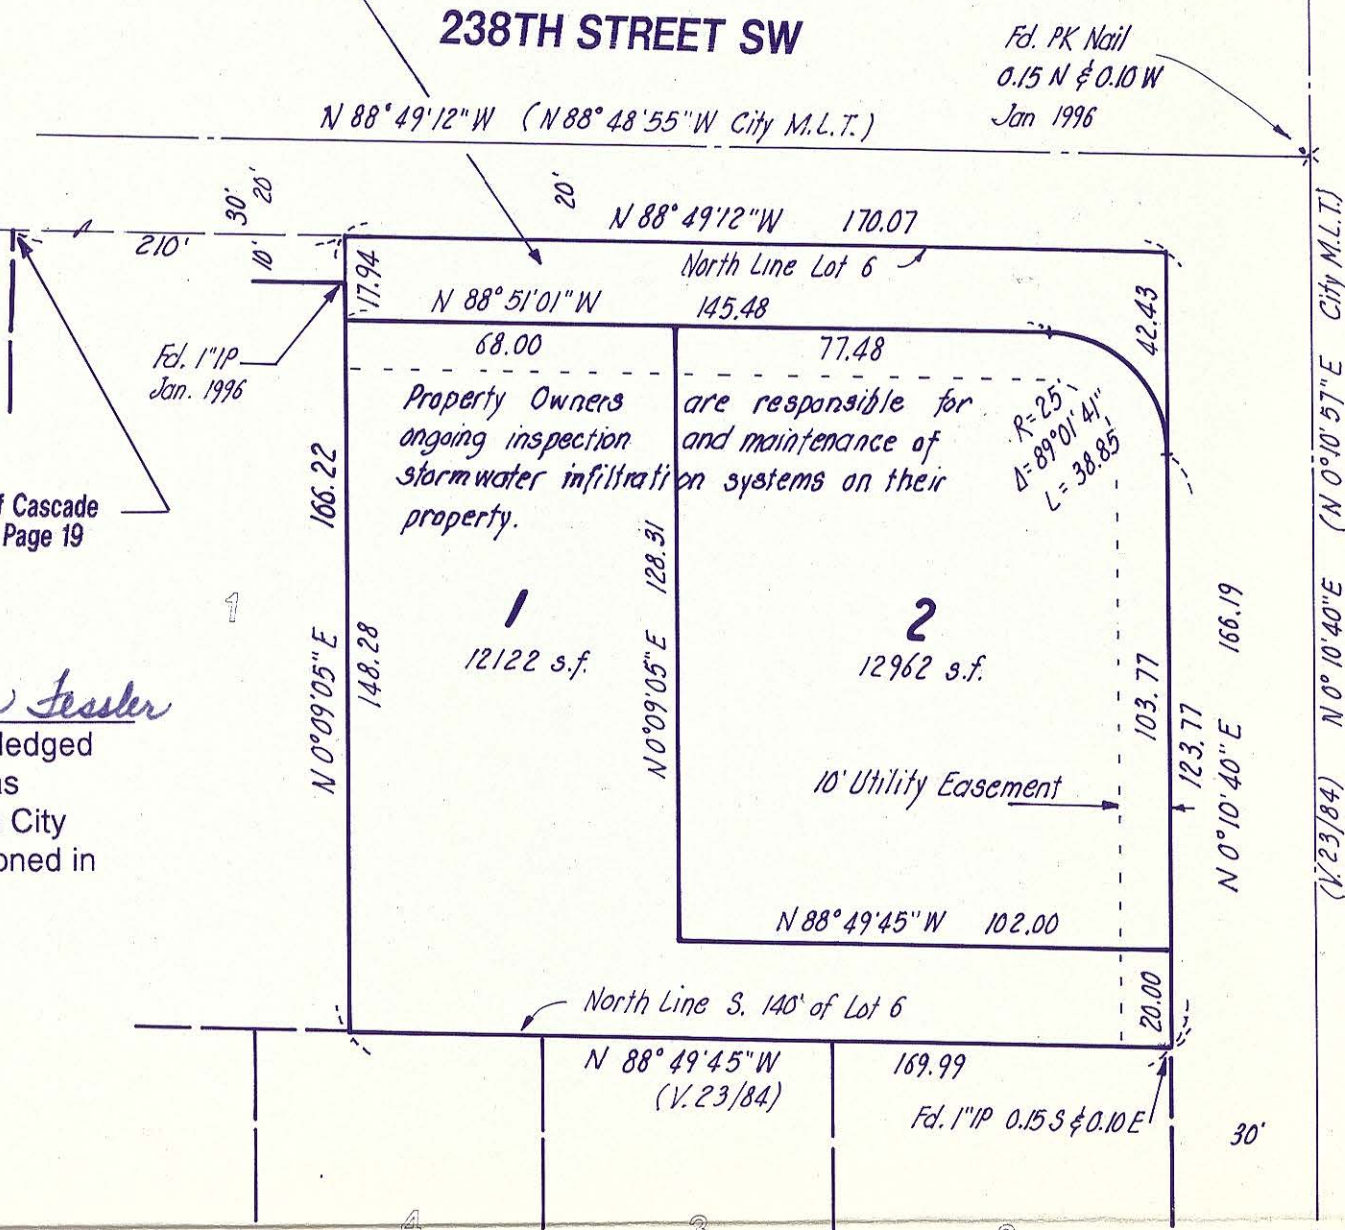 238TH STREET SW
Fd. PK Nail
0.15 N & 0.10 W
Jan 1996
N 88°49'12"W (N88°48'55"W City M.L.T.)
30'
20'
20'
10'
210'
N 88°49'12"W 170.07
North Line Lot 6
17.94
N 88°51'01"W 145.48
42.43
68.00
77.48
Fd. 1"IP
Jan. 1996
Property Owners are responsible for
ongoing inspection and maintenance of
stormwater infiltration systems on their
property.
R=25'
Δ=89°01'41"
L=38.85
166.22
Cascade
Page 19
N 0°09'05" E
148.28
N0°09'05"E 128.31
1
1
12122 s.f.
2
12962 s.f.
103.77
123.77
N 0°10'40" E 166.19
(V.23/84) N 0°10'40"E (N 0°10'57"E City M.L.T.)
Fessler
ledged
as
City
oned in
10' Utility Easement
N 88°49'45"W 102.00
20.00
North Line S. 140' of Lot 6
N 88°49'45"W 169.99
(V.23/84)
Fd. 1"IP 0.15 S & 0.10 E
30'